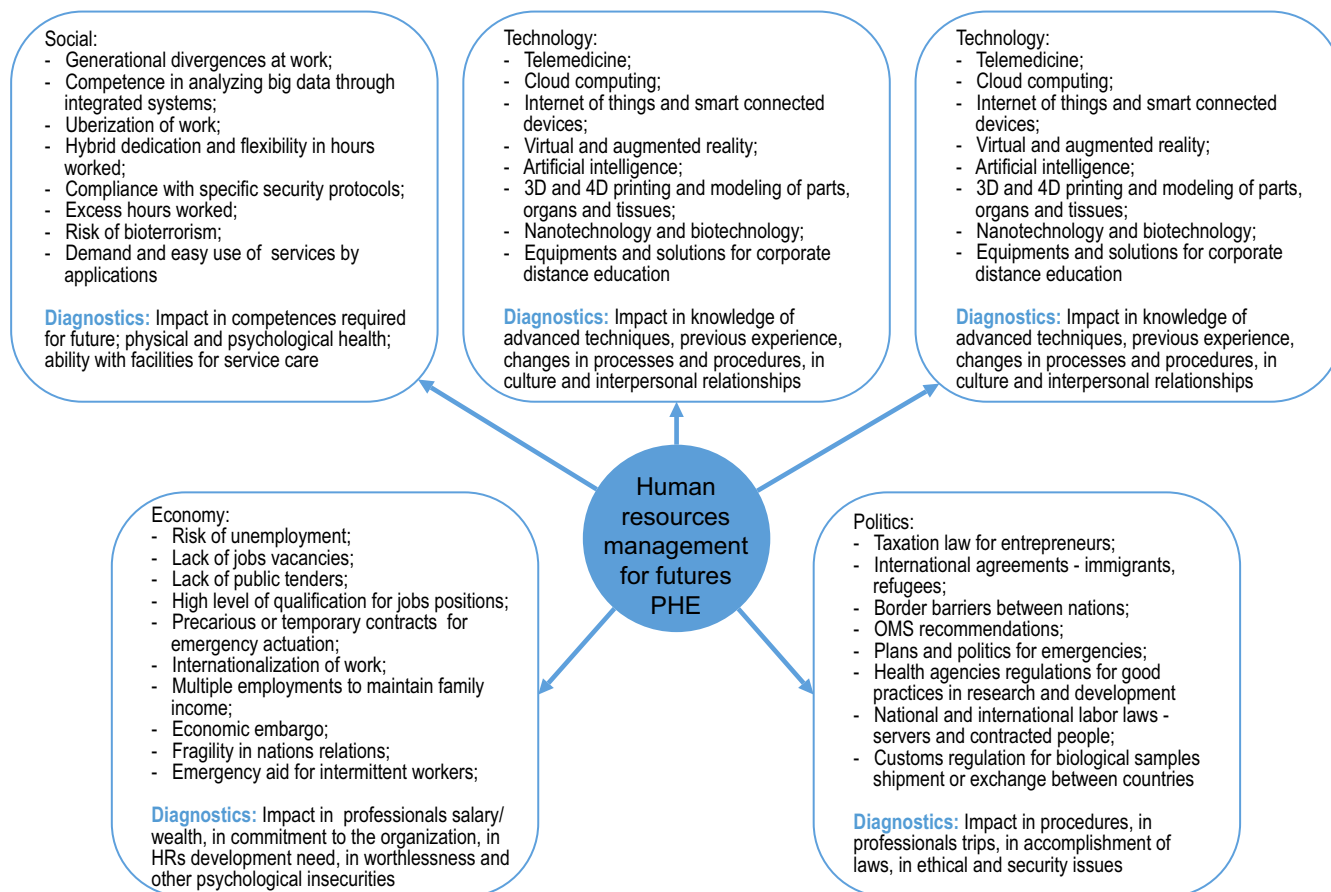 Social:
- Generational divergences at work;
- Competence in analyzing big data through
integrated systems;
- Uberization of work;
- Hybrid dedication and flexibility in hours
worked;
- Compliance with specific security protocols;
- Excess hours worked;
- Risk of bioterrorism;
- Demand and easy use of services by
applications
Diagnostics: Impact in competences required
for future; physical and psychological health;
ability with facilities for service care
Technology:
- Telemedicine;
- Cloud computing;
- Internet of things and smart connected
devices;
- Virtual and augmented reality;
- Artificial intelligence;
- 3D and 4D printing and modeling of parts,
organs and tissues;
- Nanotechnology and biotechnology;
- Equipments and solutions for corporate
distance education
Diagnostics: Impact in knowledge of
advanced techniques, previous experience,
changes in processes and procedures, in
culture and interpersonal relationships
Technology:
- Telemedicine;
- Cloud computing;
- Internet of things and smart connected
devices;
- Virtual and augmented reality;
- Artificial intelligence;
- 3D and 4D printing and modeling of parts,
organs and tissues;
- Nanotechnology and biotechnology;
- Equipments and solutions for corporate
distance education
Diagnostics: Impact in knowledge of
advanced techniques, previous experience,
changes in processes and procedures, in
culture and interpersonal relationships
Human
resources
management
for futures
PHE
Economy:
- Risk of unemployment;
- Lack of jobs vacancies;
- Lack of public tenders;
- High level of qualification for jobs positions;
- Precarious or temporary contracts for
emergency actuation;
- Internationalization of work;
- Multiple employments to maintain family
income;
- Economic embargo;
- Fragility in nations relations;
- Emergency aid for intermittent workers;
Diagnostics: Impact in professionals salary/
wealth, in commitment to the organization, in
HRs development need, in worthlessness and
other psychological insecurities
Politics:
- Taxation law for entrepreneurs;
- International agreements - immigrants,
refugees;
- Border barriers between nations;
- OMS recommendations;
- Plans and politics for emergencies;
- Health agencies regulations for good
practices in research and development
- National and international labor laws -
servers and contracted people;
- Customs regulation for biological samples
shipment or exchange between countries
Diagnostics: Impact in procedures, in
professionals trips, in accomplishment of
laws, in ethical and security issues